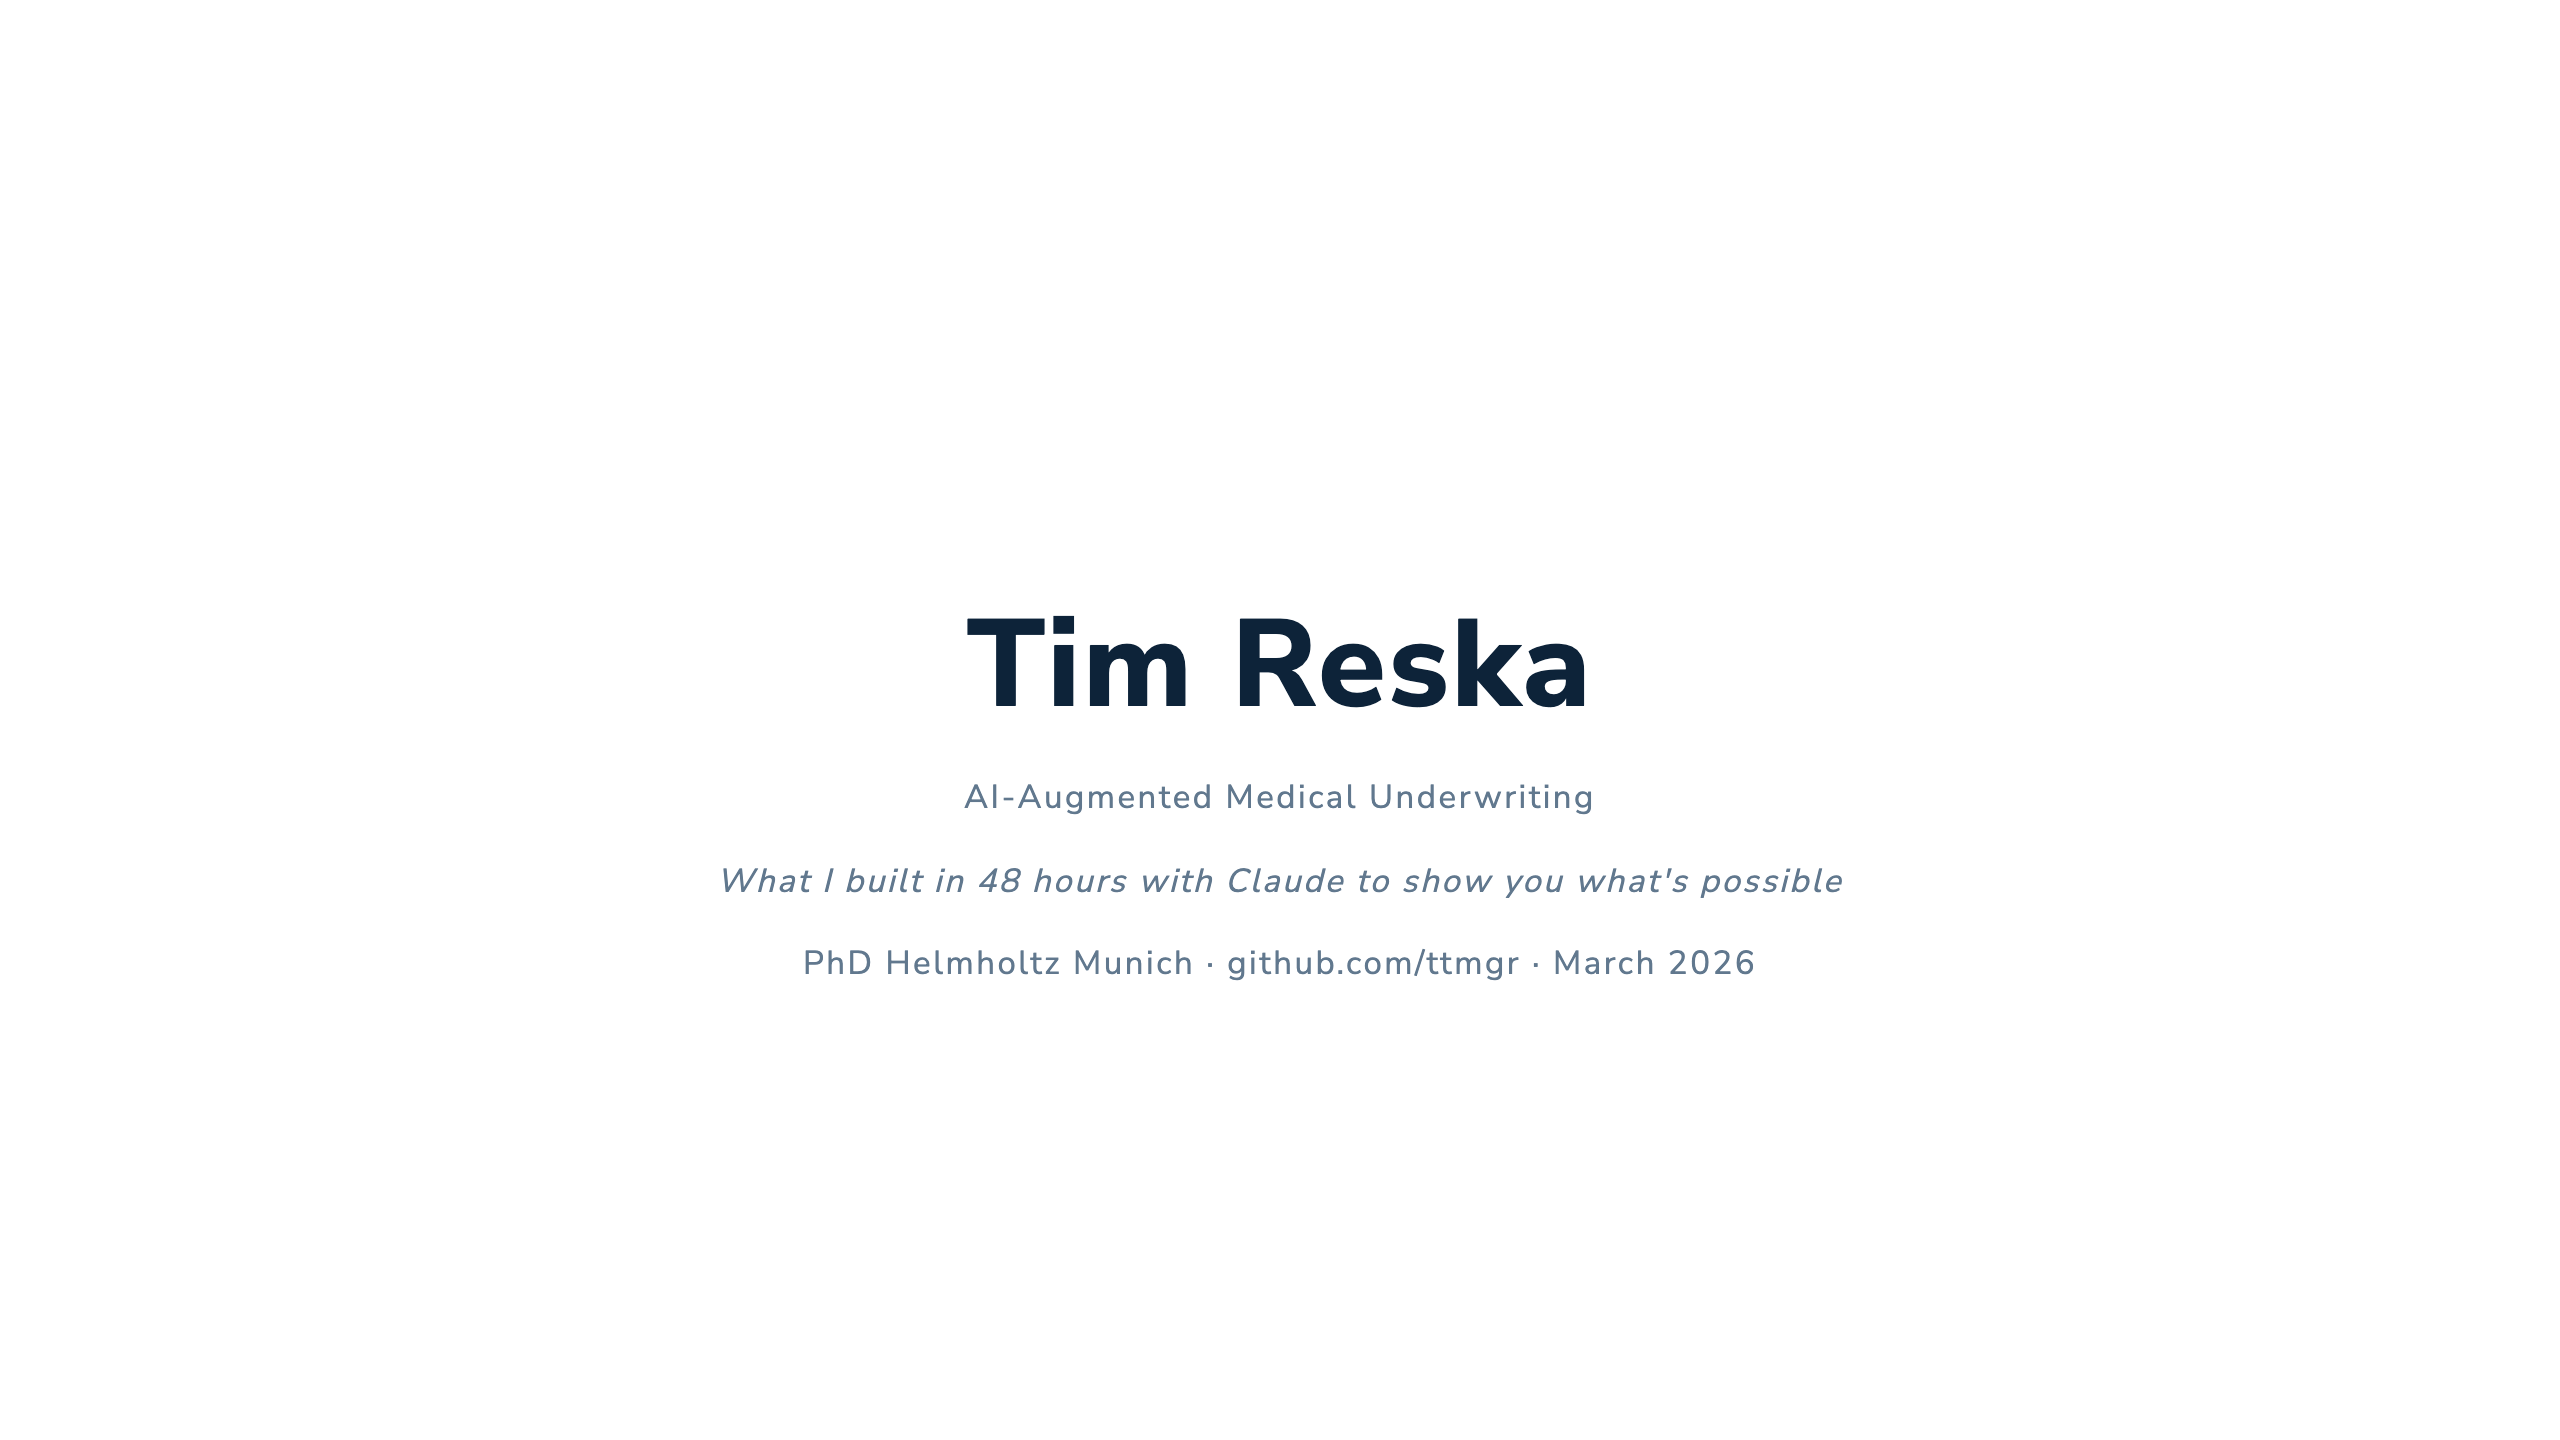 Tim Reska
AI-Augmented Medical Underwriting
What I built in 48 hours with Claude to show you what's possible
PhD Helmholtz Munich · github.com/ttmgr · March 2026